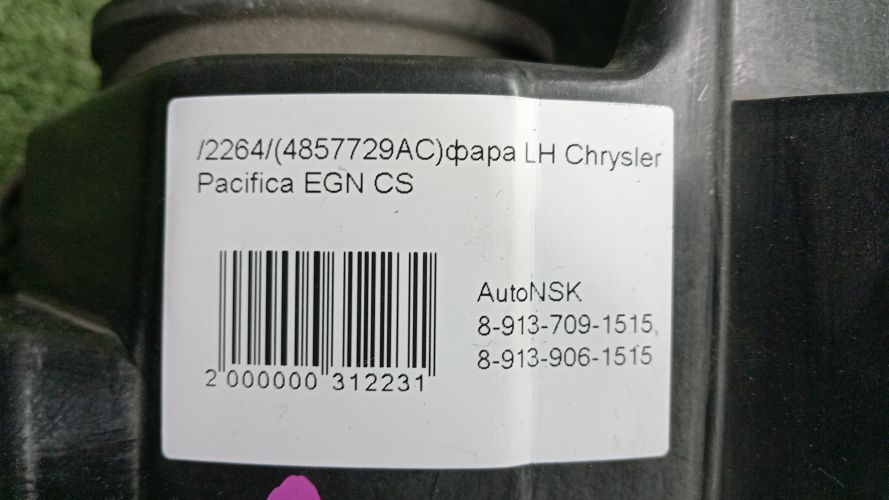 /2264/(4857729AC)фара LH Chrysler
Pacifica EGN CS
AutoNSK
8-913-709-1515,
8-913-906-1515
2 000000 312231